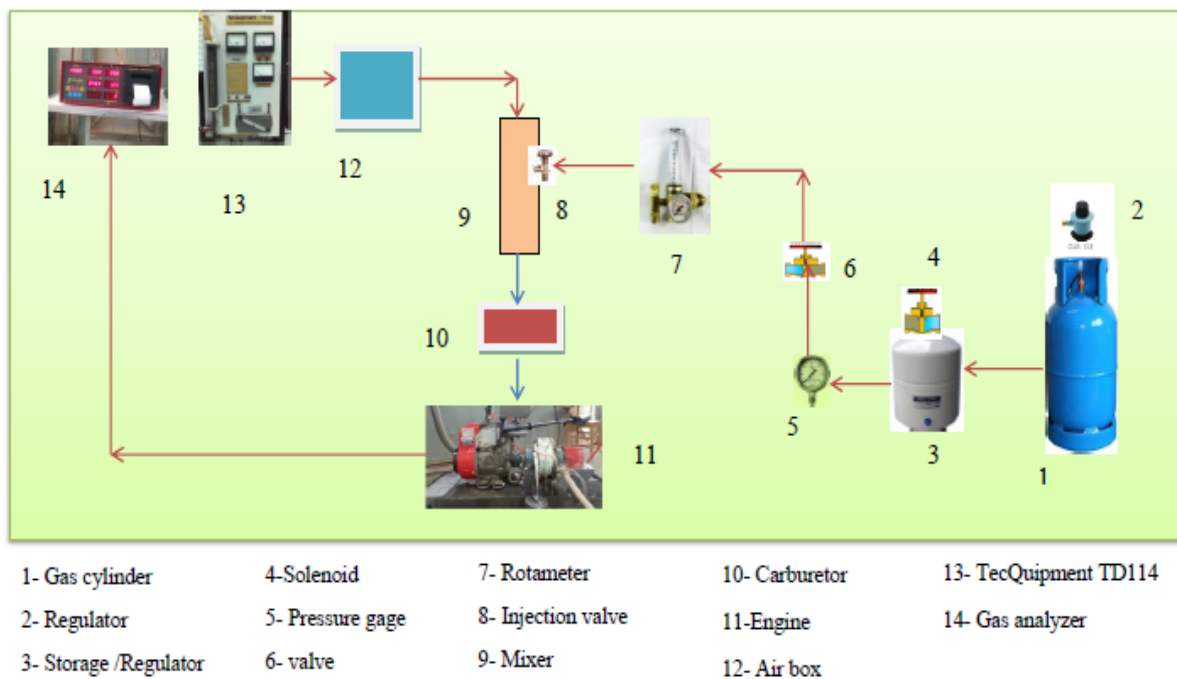 14
13
12
9
8
7
6
4
2
10
11
5
3
1
1- Gas cylinder
2- Regulator
3- Storage /Regulator
4-Solenoid
5- Pressure gage
6- valve
7- Rotameter
8- Injection valve
9- Mixer
10- Carburetor
11-Engine
12- Air box
13- TecQuipment TD114
14- Gas analyzer